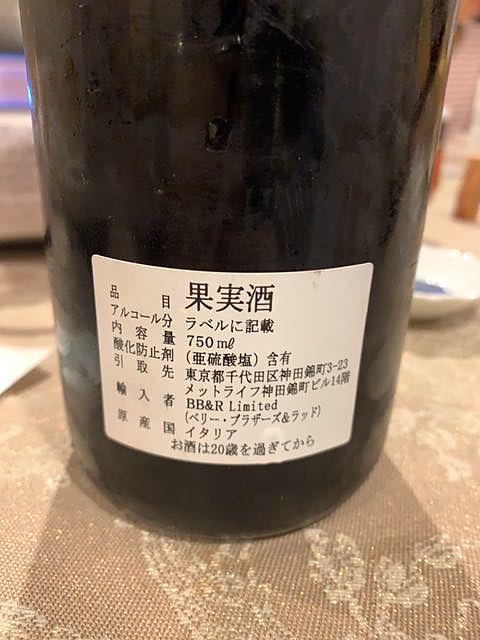 品目 果実酒
アルコール分 ラベルに記載
内容量 750㎖
酸化防止剤 (亜硫酸塩)含有
引取先 東京都千代田区神田錦町3-23
メットライフ神田錦町ビル14階
輸入者 BB&R Limited
(ベリー・ブラザーズ&ラッド)
原産国 イタリア
お酒は20歳を過ぎてから